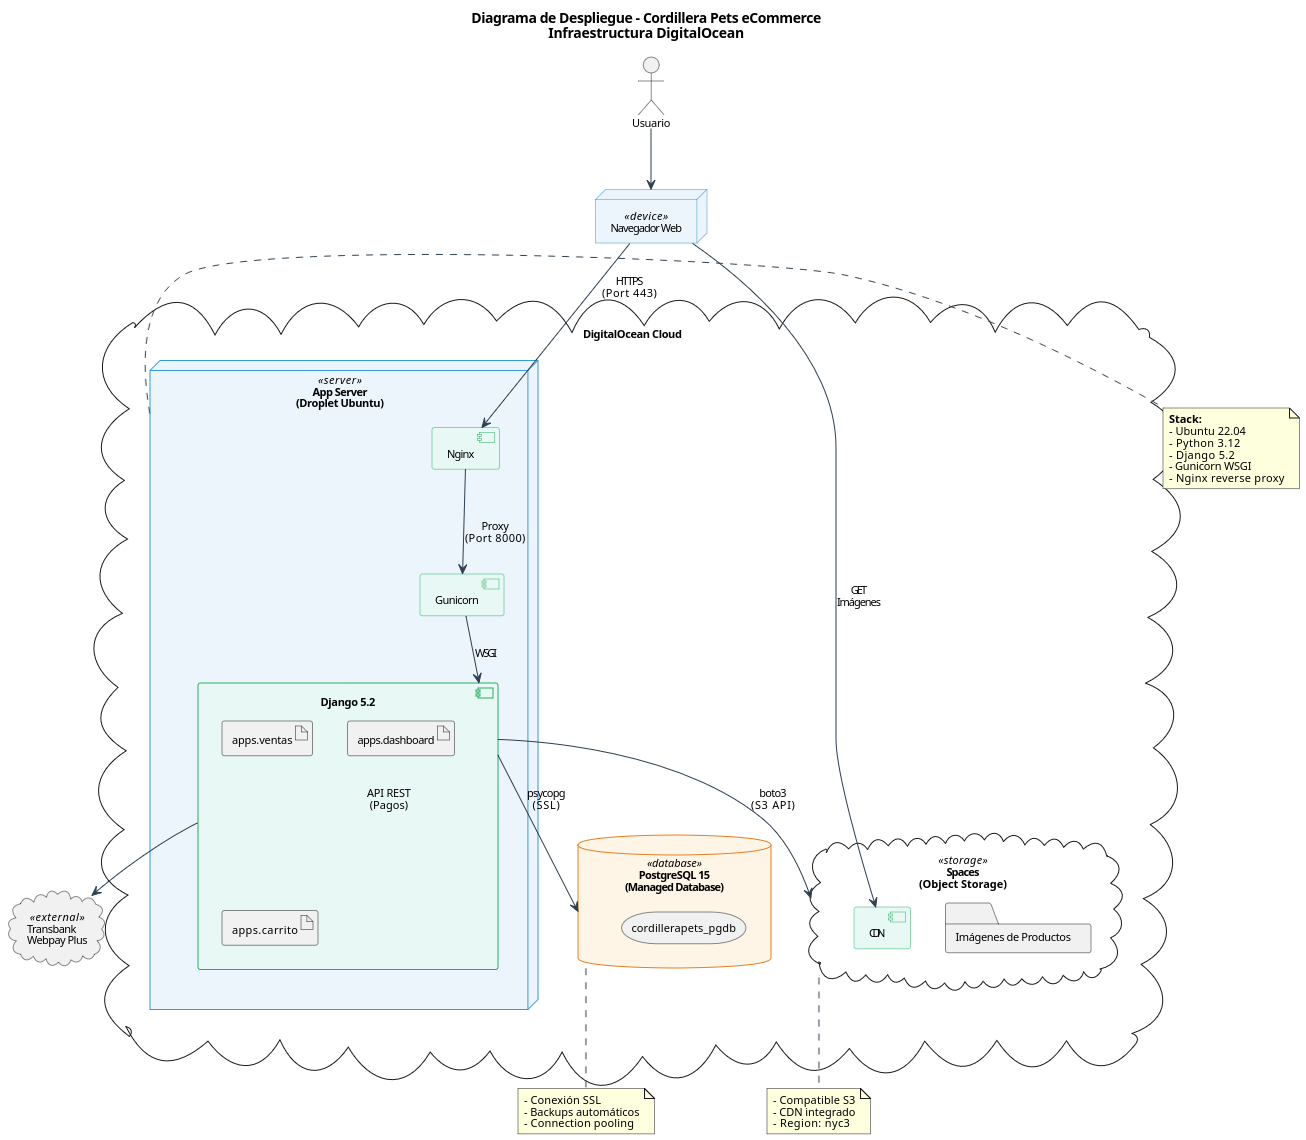 Diagrama de Despliegue - Cordillera Pets eCommerce
Infraestructura DigitalOcean
Usuario
«device»
Navegador Web
HTTPS
(Port 443)
DigitalOcean Cloud
«server»
App Server
(Droplet Ubuntu)
Nginx
Stack:
- Ubuntu 22.04
- Python 3.12
- Django 5.2
- Gunicorn WSGI
- Nginx reverse proxy
Proxy
(Port 8000)
Gunicorn
GET
Imágenes
WSGI
Django 5.2
apps.ventas
apps.dashboard
API REST
(Pagos)
psycopg
(SSL)
boto3
(S3 API)
«database»
PostgreSQL 15
(Managed Database)
cordillerapets_pgdb
«storage»
Spaces
(Object Storage)
CDN
Imágenes de Productos
«external»
Transbank
Webpay Plus
apps.carrito
- Conexión SSL
- Backups automáticos
- Connection pooling
- Compatible S3
- CDN integrado
- Region: nyc3